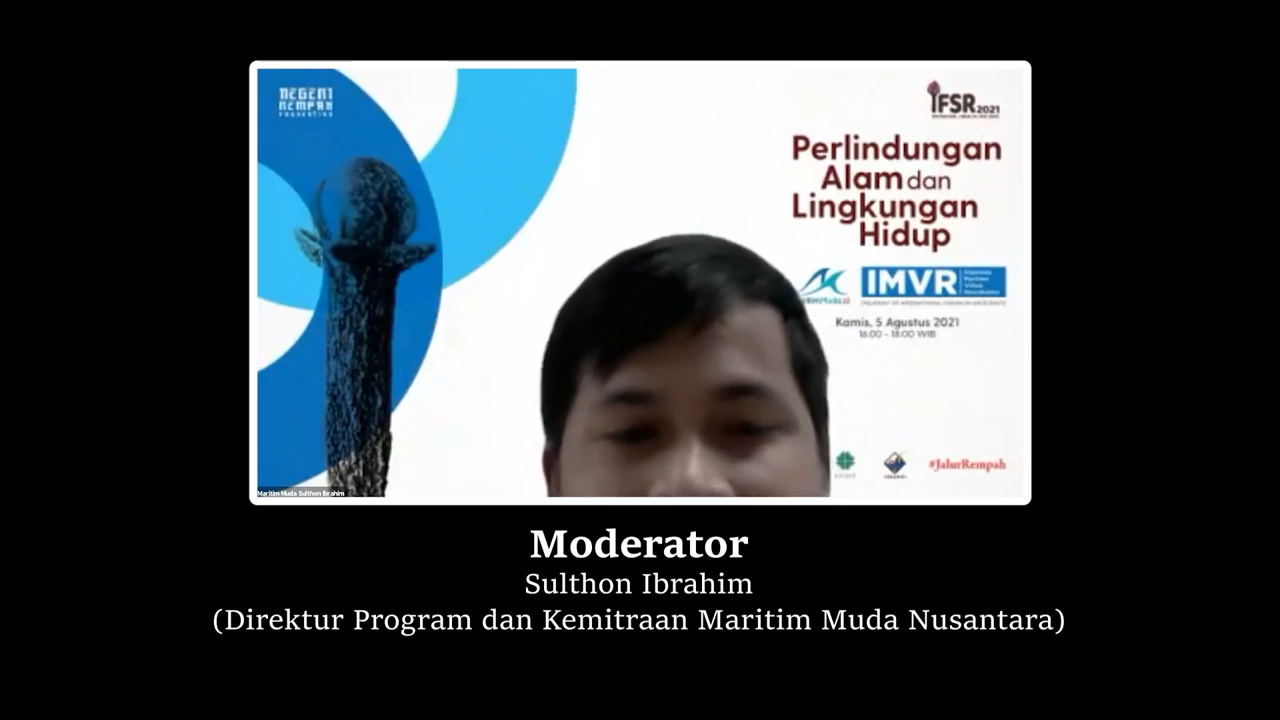 NEGERI
REMPAH
FOUNDATION
IFSR 2021
Perlindungan
Alam dan
Lingkungan
Hidup
IMVR
Kamis, 5 Agustus 2021
16.00 - 18.00 WIB
#JalurRempah
Maritim Muda Sulthon Ibrahim
Moderator
Sulthon Ibrahim
(Direktur Program dan Kemitraan Maritim Muda Nusantara)